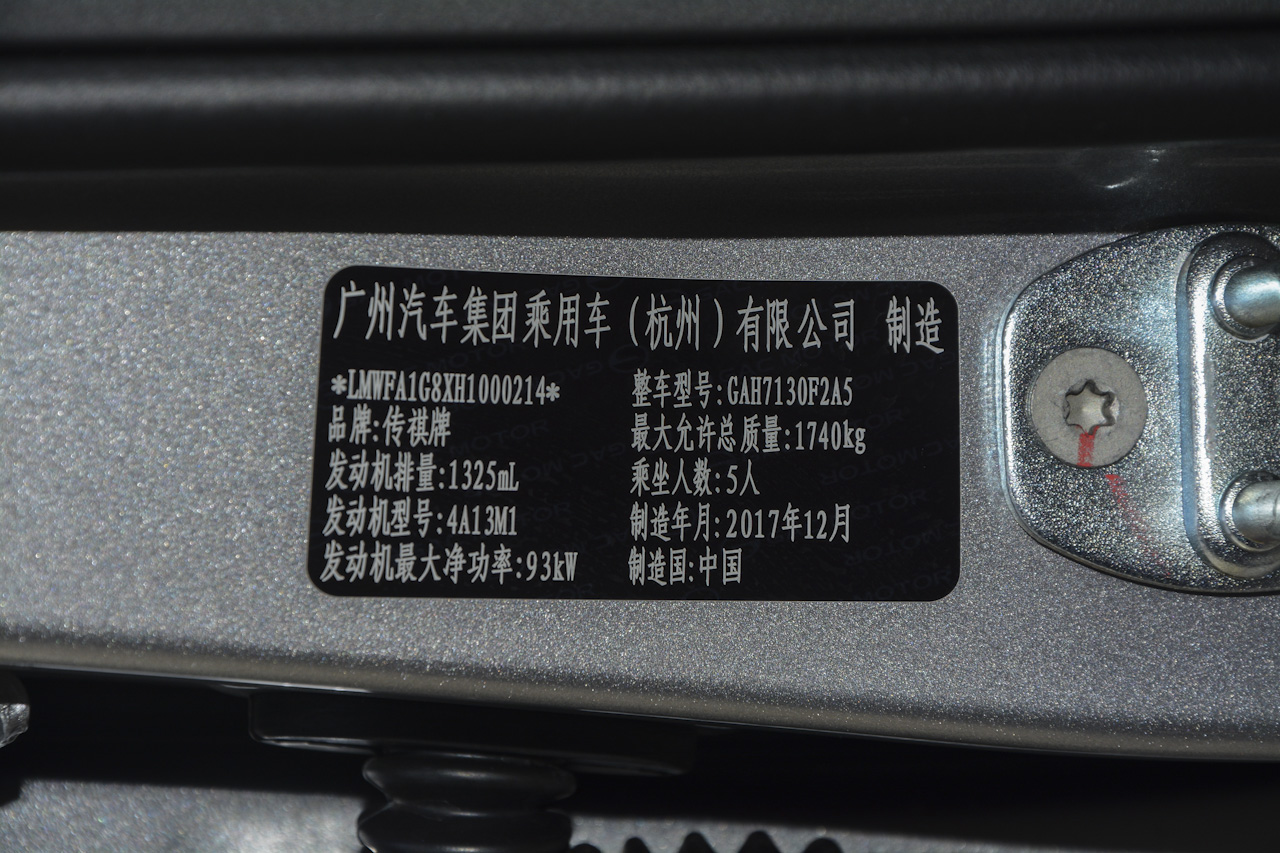 广州汽车集团乘用车（杭州）有限公司 制造
*LMWFA1G8XH1000214*
品牌:传祺牌
发动机排量:1325mL
发动机型号:4A13M1
发动机最大净功率:93kW
整车型号:GAH7130F2A5
最大允许总质量:1740kg
乘坐人数:5人
制造年月:2017年12月
制造国:中国